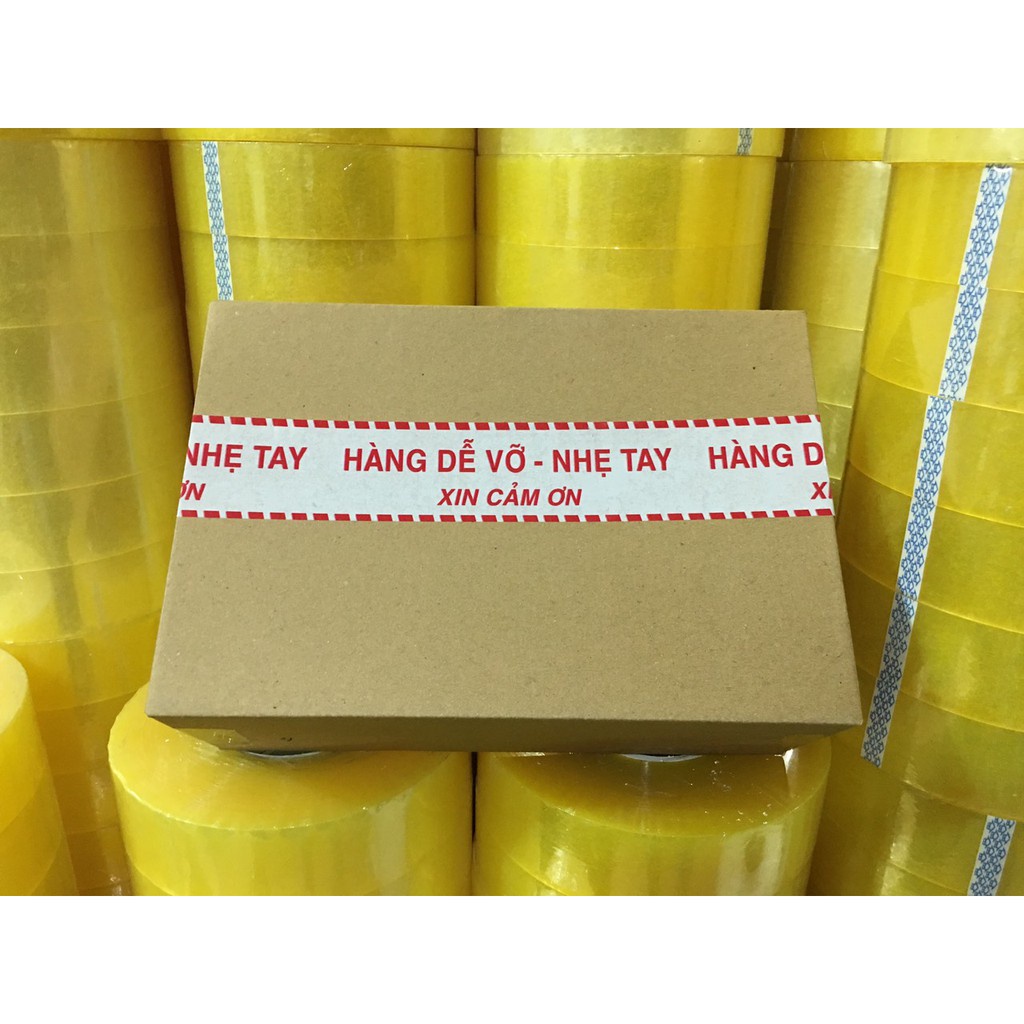 NHẸ TAY HÀNG DỄ VỠ - NHẸ TAY HÀNG D
ƠN XIN CẢM ƠN XI